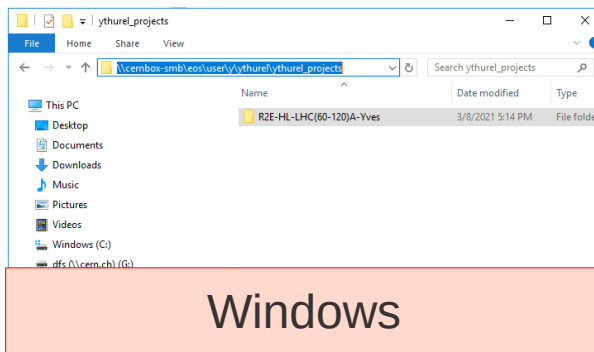 ythurel_projects
File Home Share View
\\cernbox-smb\eos\user\y\ythurel\ythurel_projects Search ythurel_projects
Name Date modified Type
This PC
R2E-HL-LHC(60-120)A-Yves 3/8/2021 5:14 PM File folde
Desktop
Documents
Downloads
Music
Pictures
Videos
Windows (C:)
dfs (\\cern.ch) (G:)
Windows